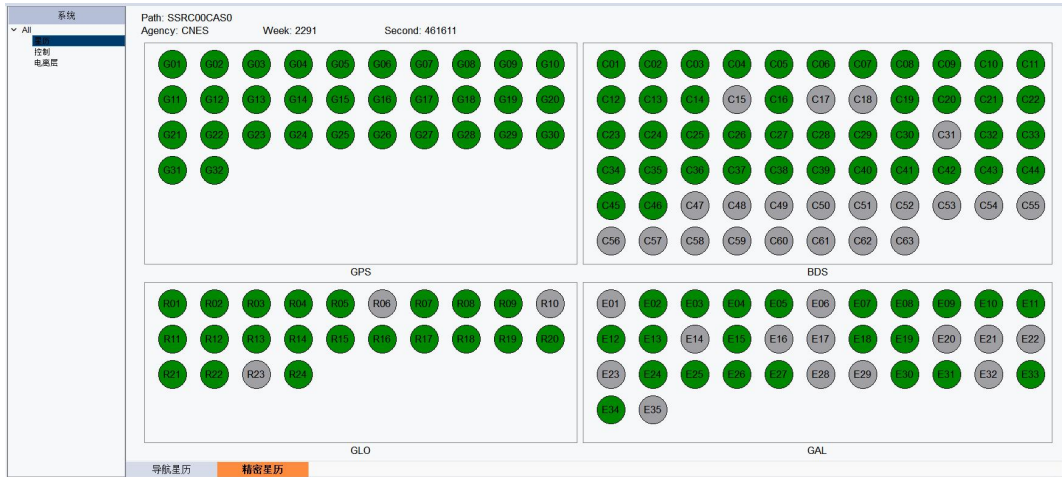 系统
All
星历
控制
电离层
Path: SSRC00CAS0
Agency: CNES Week: 2291 Second: 461611
G01 G02 G03 G04 G05 G06 G07 G08 G09 G10
G11 G12 G13 G14 G15 G16 G17 G18 G19 G20
G21 G22 G23 G24 G25 G26 G27 G28 G29 G30
G31 G32
GPS
C01 C02 C03 C04 C05 C06 C07 C08 C09 C10 C11
C12 C13 C14 C15 C16 C17 C18 C19 C20 C21 C22
C23 C24 C25 C26 C27 C28 C29 C30 C31 C32 C33
C34 C35 C36 C37 C38 C39 C40 C41 C42 C43 C44
C45 C46 C47 C48 C49 C50 C51 C52 C53 C54 C55
C56 C57 C58 C59 C60 C61 C62 C63
BDS
R01 R02 R03 R04 R05 R06 R07 R08 R09 R10
R11 R12 R13 R14 R15 R16 R17 R18 R19 R20
R21 R22 R23 R24
GLO
E01 E02 E03 E04 E05 E06 E07 E08 E09 E10 E11
E12 E13 E14 E15 E16 E17 E18 E19 E20 E21 E22
E23 E24 E25 E26 E27 E28 E29 E30 E31 E32 E33
E34 E35
GAL
导航星历 精密星历